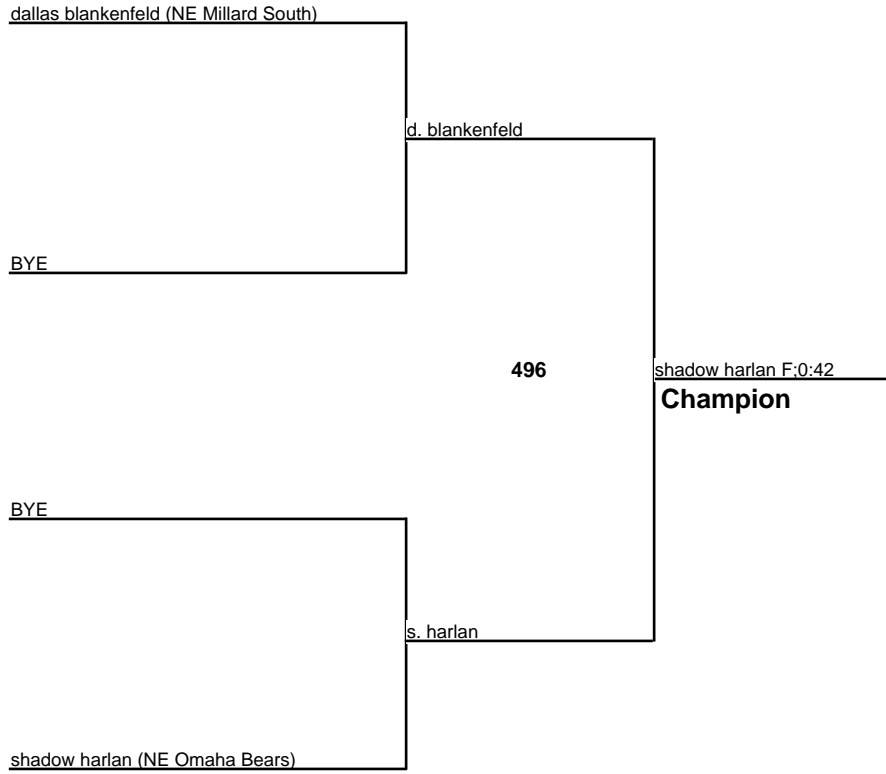 dallas blankenfeld (NE Millard South)
d. blankenfeld
BYE
496
shadow harlan F;0:42
Champion
BYE
s. harlan
shadow harlan (NE Omaha Bears)